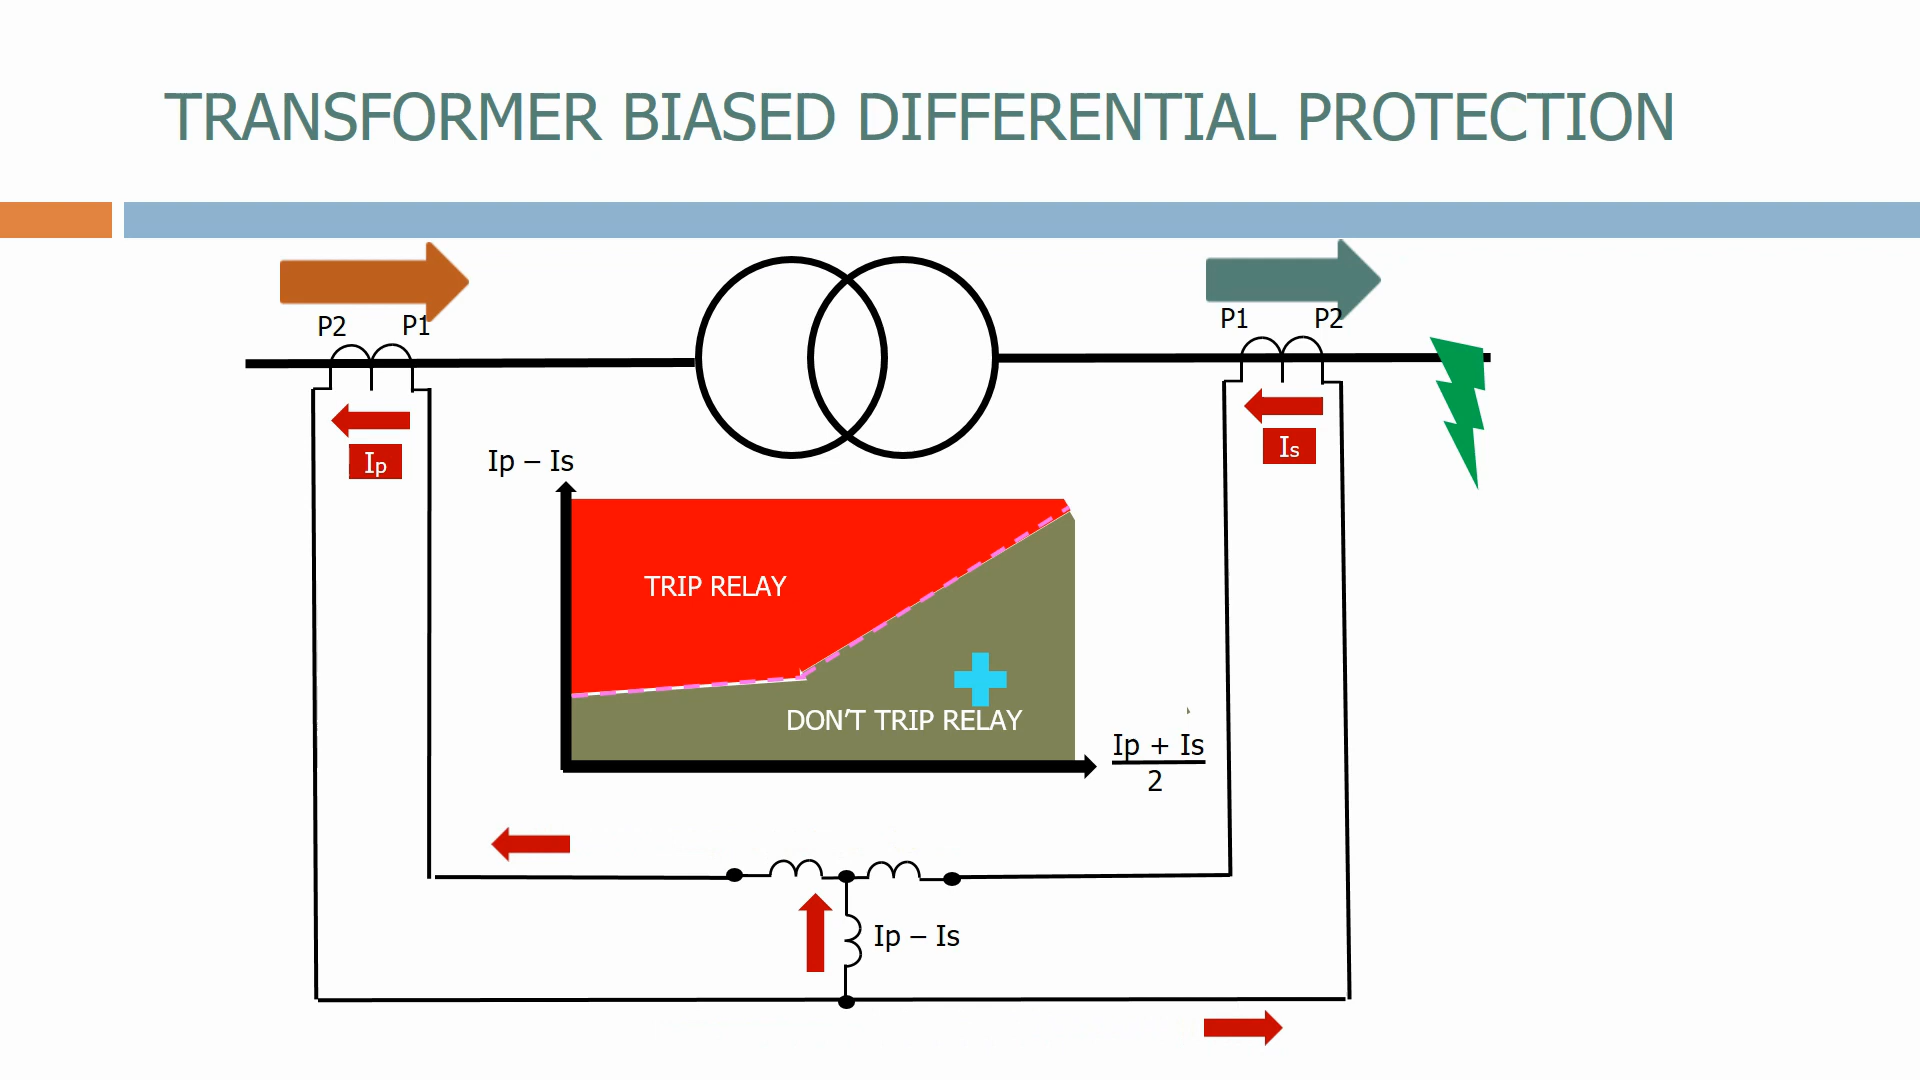 TRANSFORMER BIASED DIFFERENTIAL PROTECTION
P2 P1
P1 P2
Ip
Is
Ip – Is
TRIP RELAY
DON’T TRIP RELAY
Ip + Is
2
Ip – Is